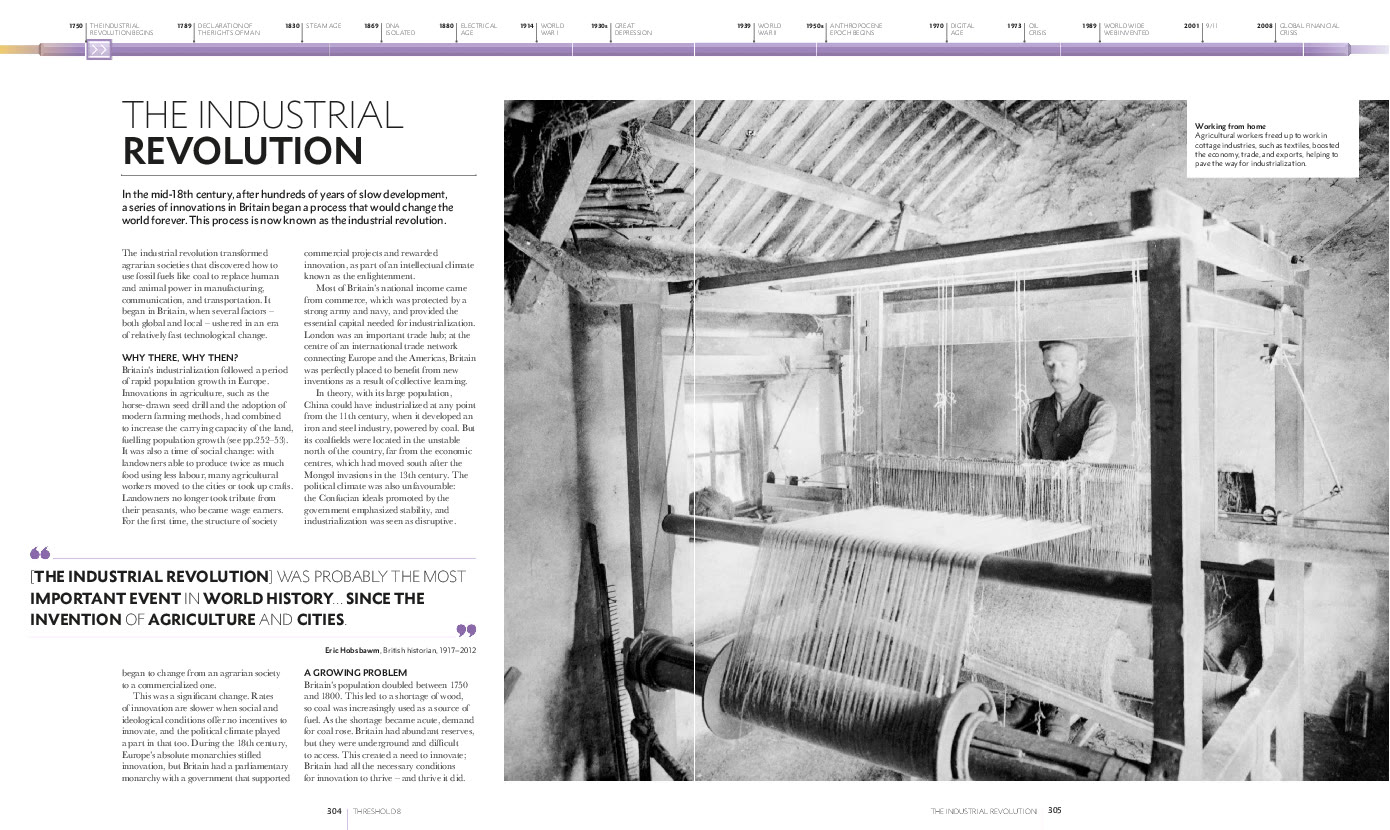 1750 THE INDUSTRIAL
REVOLUTION BEGINS
1789 DECLARATION OF
THE RIGHTS OF MAN
1830 STEAM AGE
1869 DNA
ISOLATED
1880 ELECTRICAL
AGE
1914 WORLD
WAR I
1930s GREAT
DEPRESSION
1939 WORLD
WAR II
1950s ANTHROPOCENE
EPOCH BEGINS
1970 DIGITAL
AGE
1973 OIL
CRISIS
1989 WORLD WIDE
WEB INVENTED
2001 9/11
2008 GLOBAL FINANCIAL
CRISIS
THE INDUSTRIAL
REVOLUTION
In the mid-18th century, after hundreds of years of slow development,
a series of innovations in Britain began a process that would change the
world forever. This process is now known as the industrial revolution.
The industrial revolution transformed
agrarian societies that discovered how to
use fossil fuels like coal to replace human
and animal power in manufacturing,
communication, and transportation. It
began in Britain, when several factors –
both global and local – ushered in an era
of relatively fast technological change.
WHY THERE, WHY THEN?
Britain's industrialization followed a period
of rapid population growth in Europe.
Innovations in agriculture, such as the
horse-drawn seed drill and the adoption of
modern farming methods, had combined
to increase the carrying capacity of the land,
fuelling population growth (see pp.252–53).
It was also a time of social change: with
landowners able to produce twice as much
food using less labour, many agricultural
workers moved to the cities or took up crafts.
Landowners no longer took tribute from
their peasants, who became wage earners.
For the first time, the structure of society
commercial projects and rewarded
innovation, as part of an intellectual climate
known as the enlightenment.
Most of Britain's national income came
from commerce, which was protected by a
strong army and navy, and provided the
essential capital needed for industrialization.
London was an important trade hub; at the
centre of an international trade network
connecting Europe and the Americas, Britain
was perfectly placed to benefit from new
inventions as a result of collective learning.
In theory, with its large population,
China could have industrialized at any point
from the 11th century, when it developed an
iron and steel industry, powered by coal. But
its coalfields were located in the unstable
north of the country, far from the economic
centres, which had moved south after the
Mongol invasions in the 13th century. The
political climate was also unfavourable:
the Confucian ideals promoted by the
government emphasized stability, and
industrialization was seen as disruptive.
“
[THE INDUSTRIAL REVOLUTION] WAS PROBABLY THE MOST
IMPORTANT EVENT IN WORLD HISTORY... SINCE THE
INVENTION OF AGRICULTURE AND CITIES.
”
Eric Hobsbawm, British historian, 1917–2012
began to change from an agrarian society
to a commercialized one.
This was a significant change. Rates
of innovation are slower when social and
ideological conditions offer no incentives to
innovate, and the political climate played
a part in that too. During the 18th century,
Europe's absolute monarchies stifled
innovation, but Britain had a parliamentary
monarchy with a government that supported
A GROWING PROBLEM
Britain's population doubled between 1750
and 1800. This led to a shortage of wood,
so coal was increasingly used as a source of
fuel. As the shortage became acute, demand
for coal rose. Britain had abundant reserves,
but they were underground and difficult
to access. This created a need to innovate;
Britain had all the necessary conditions
for innovation to thrive – and thrive it did.
Working from home
Agricultural workers freed up to work in
cottage industries, such as textiles, boosted
the economy, trade, and exports, helping to
pave the way for industrialization.
304 THRESHOLD 8
THE INDUSTRIAL REVOLUTION 305